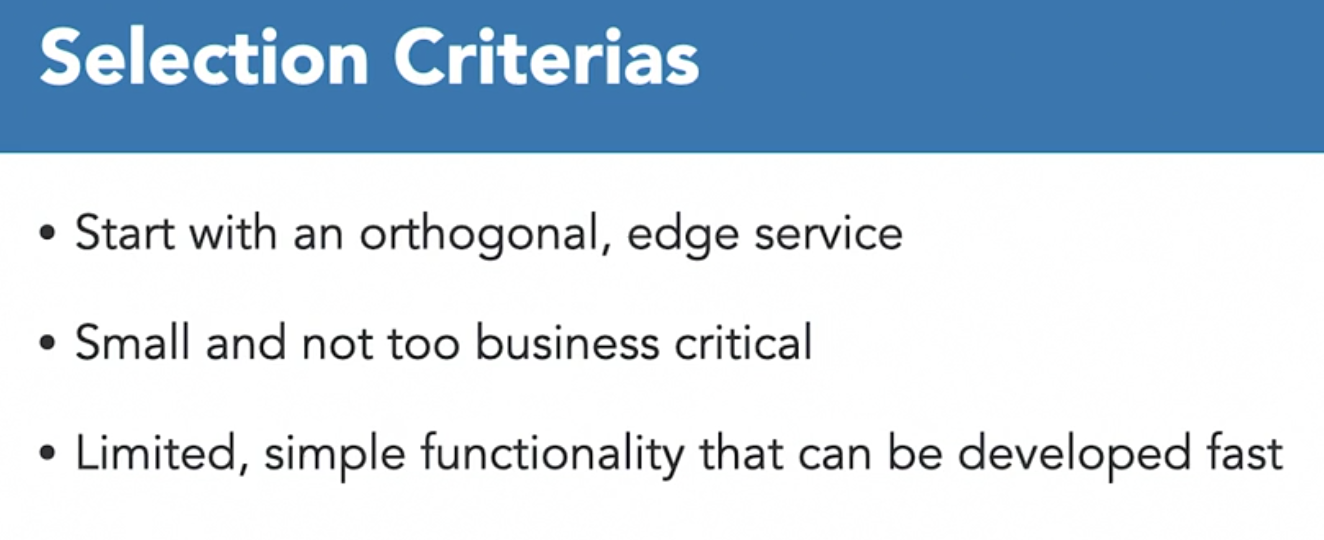 Selection Criterias
• Start with an orthogonal, edge service
• Small and not too business critical
• Limited, simple functionality that can be developed fast